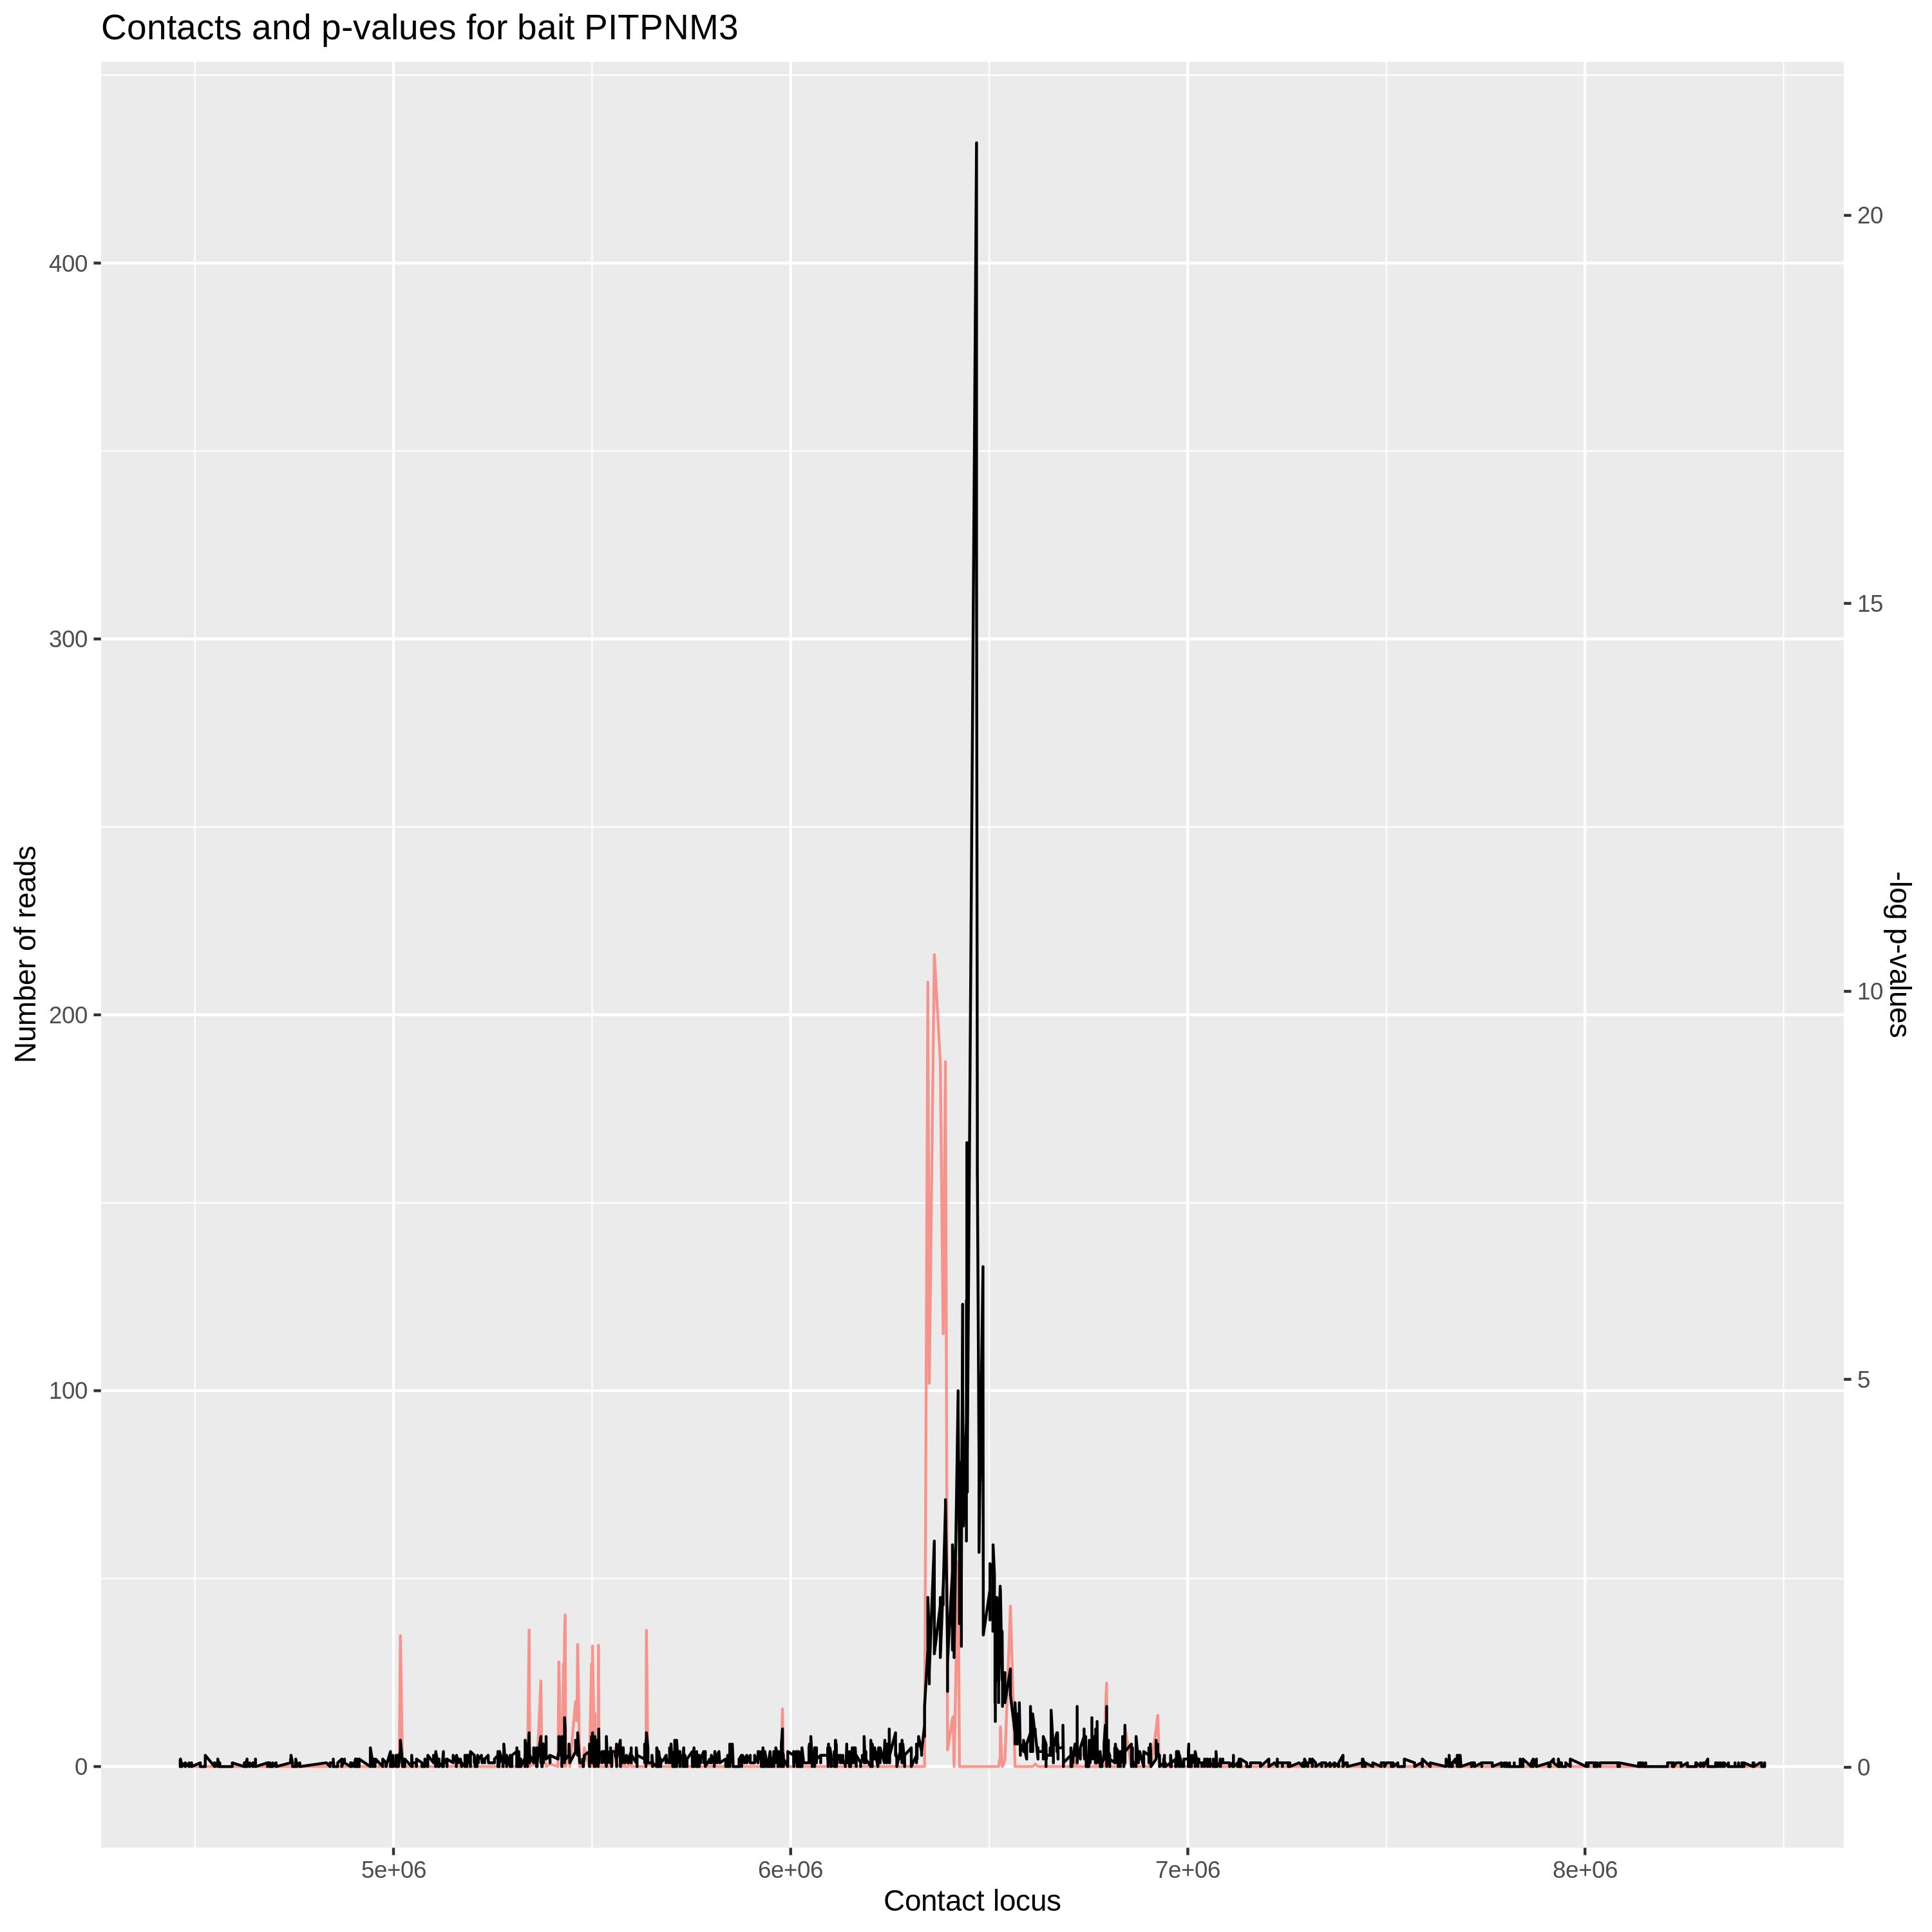 Contacts and p-values for bait PITPNM3
Number of reads
400
300
200
100
0
20
15
10
5
0
-log p-values
5e+06
6e+06
7e+06
8e+06
Contact locus